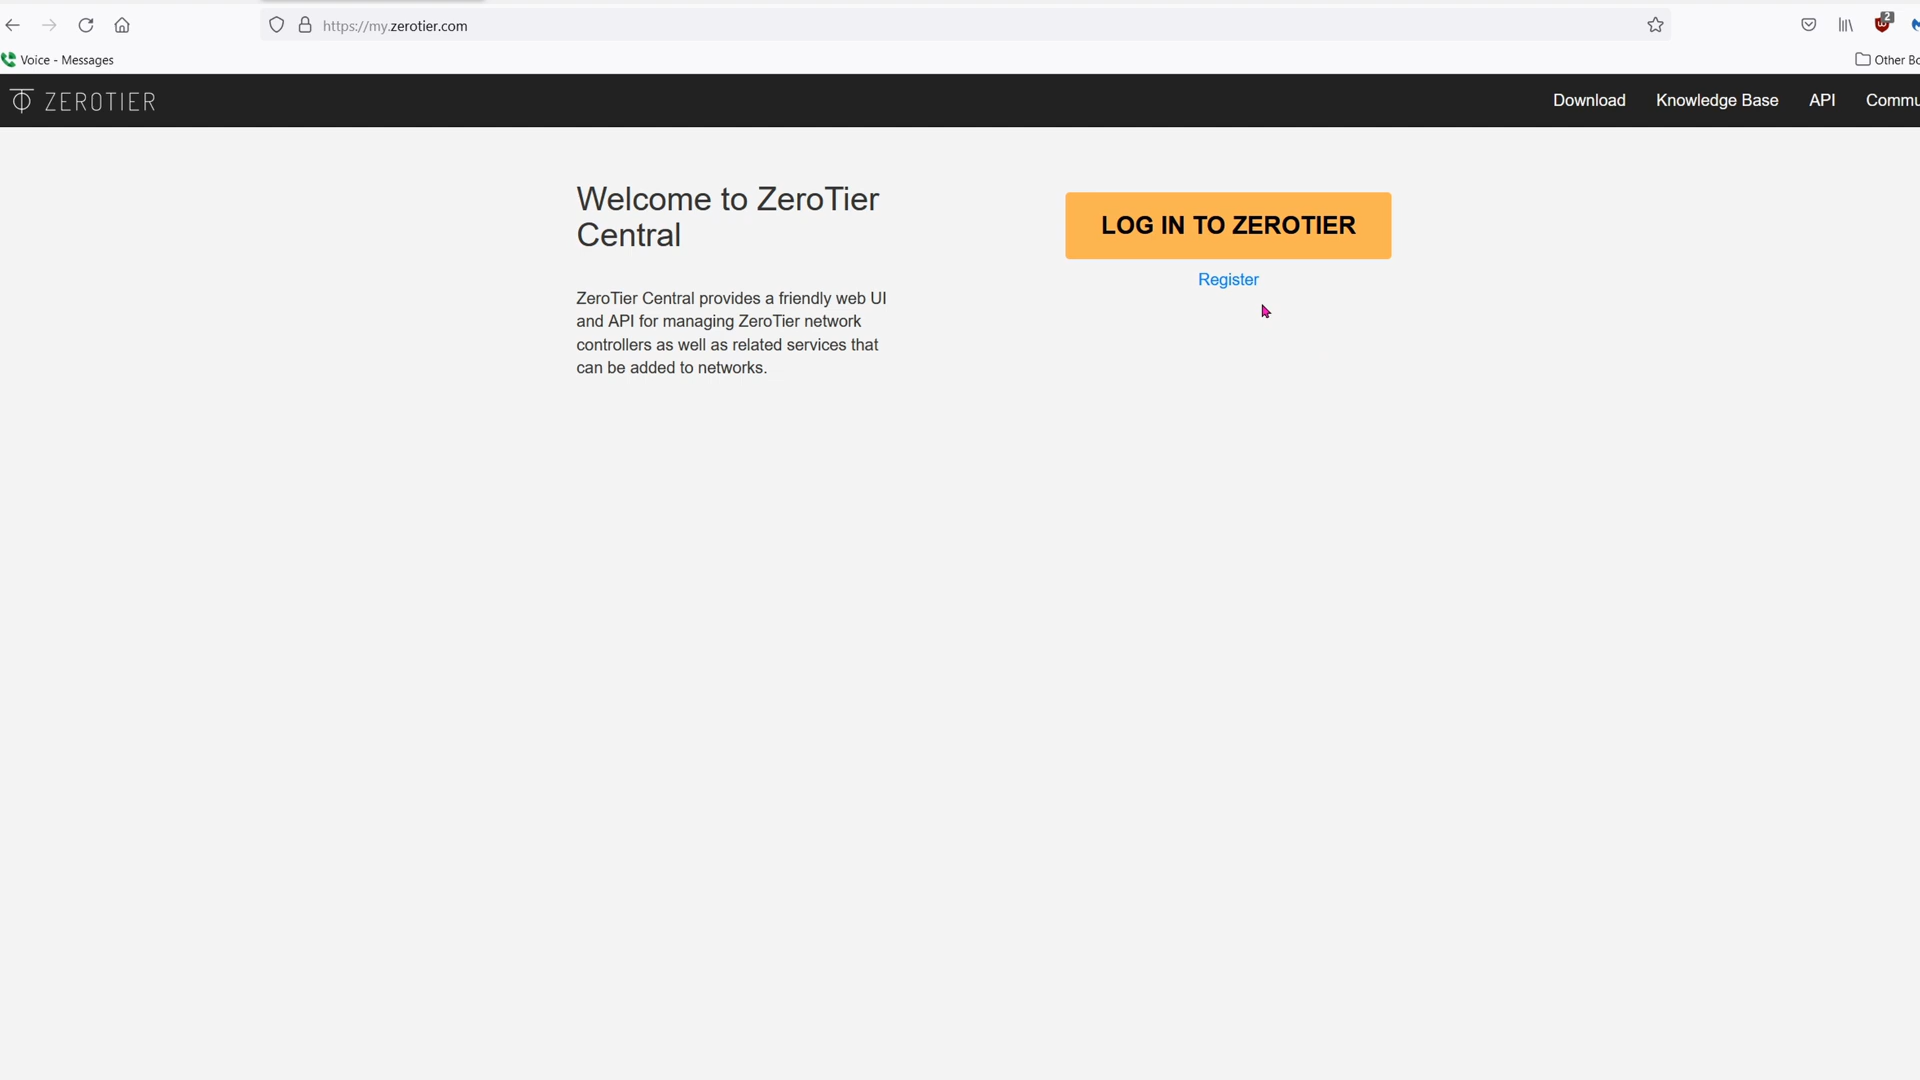 https://my.zerotier.com
2
Voice - Messages
Other Bo
ZEROTIER
Download
Knowledge Base
API
Commu
Welcome to ZeroTier
Central
LOG IN TO ZEROTIER
Register
ZeroTier Central provides a friendly web UI
and API for managing ZeroTier network
controllers as well as related services that
can be added to networks.